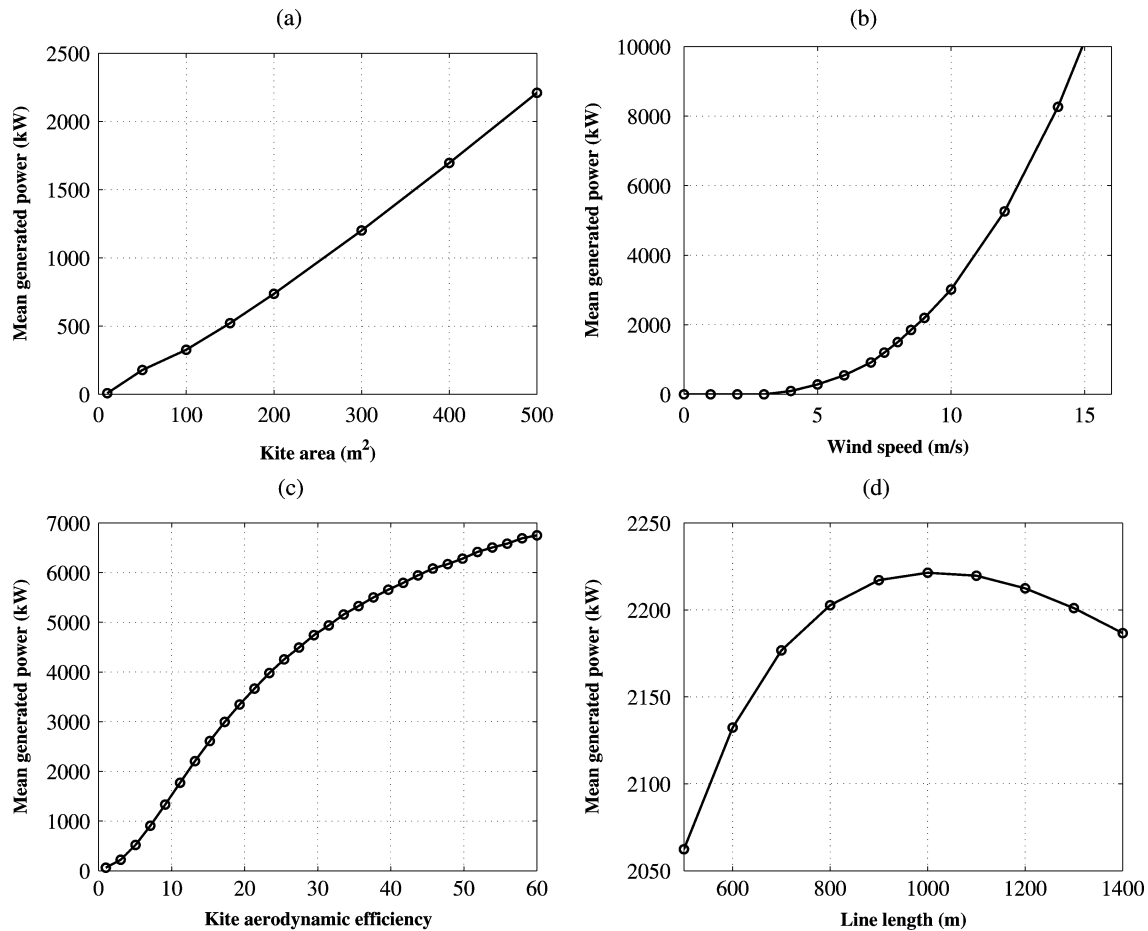 (a)
2500
2000
1500
1000
500
0
0 100 200 300 400 500
Mean generated power (kW)
Kite area (m²)
(b)
10000
8000
6000
4000
2000
0
0 5 10 15
Mean generated power (kW)
Wind speed (m/s)
(c)
7000
6000
5000
4000
3000
2000
1000
0
0 10 20 30 40 50 60
Mean generated power (kW)
Kite aerodynamic efficiency
(d)
2250
2200
2150
2100
2050
600 800 1000 1200 1400
Mean generated power (kW)
Line length (m)